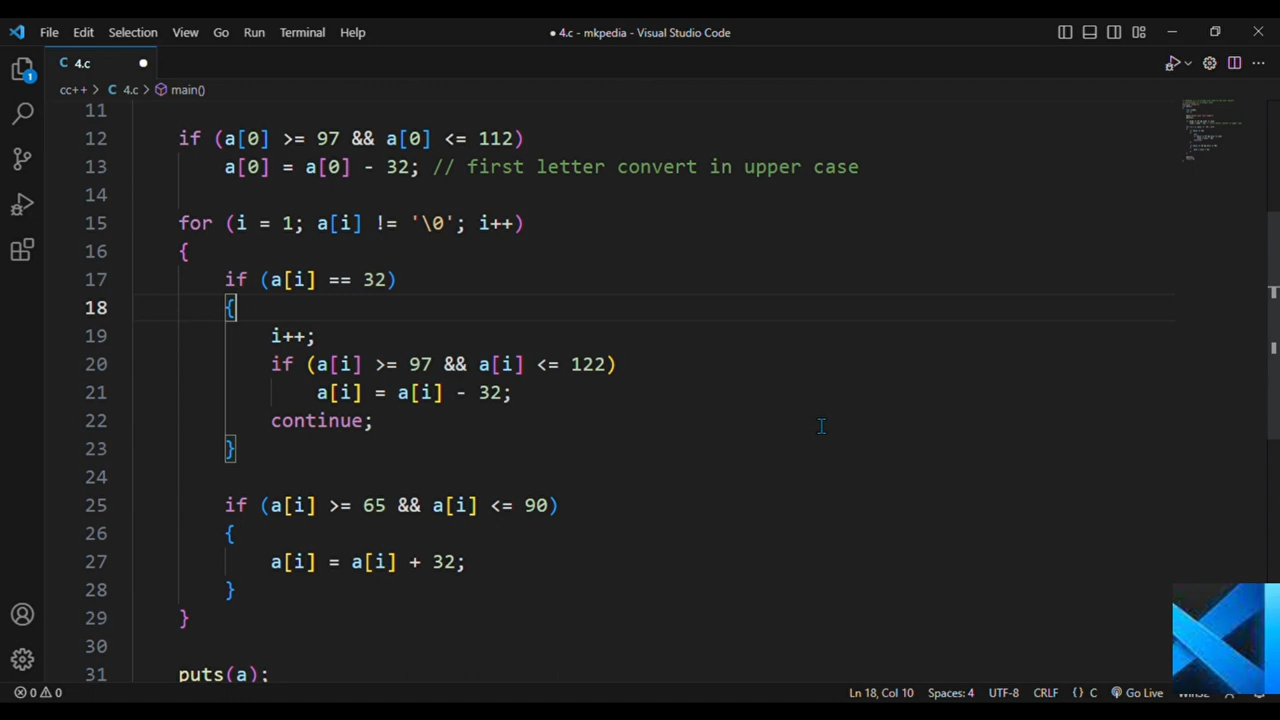 File Edit Selection View Go Run Terminal Help ● 4.c - mkpedia - Visual Studio Code
C 4.c ●
cc++ > C 4.c > main()
11
12 if (a[0] >= 97 && a[0] <= 112)
13 a[0] = a[0] - 32; // first letter convert in upper case
14
15 for (i = 1; a[i] != '\0'; i++)
16 {
17 if (a[i] == 32)
18 {
19 i++;
20 if (a[i] >= 97 && a[i] <= 122)
21 a[i] = a[i] - 32;
22 continue;
23 }
24
25 if (a[i] >= 65 && a[i] <= 90)
26 {
27 a[i] = a[i] + 32;
28 }
29 }
30
31 puts(a);
0 0 Ln 18, Col 10 Spaces: 4 UTF-8 CRLF {} C Go Live
1